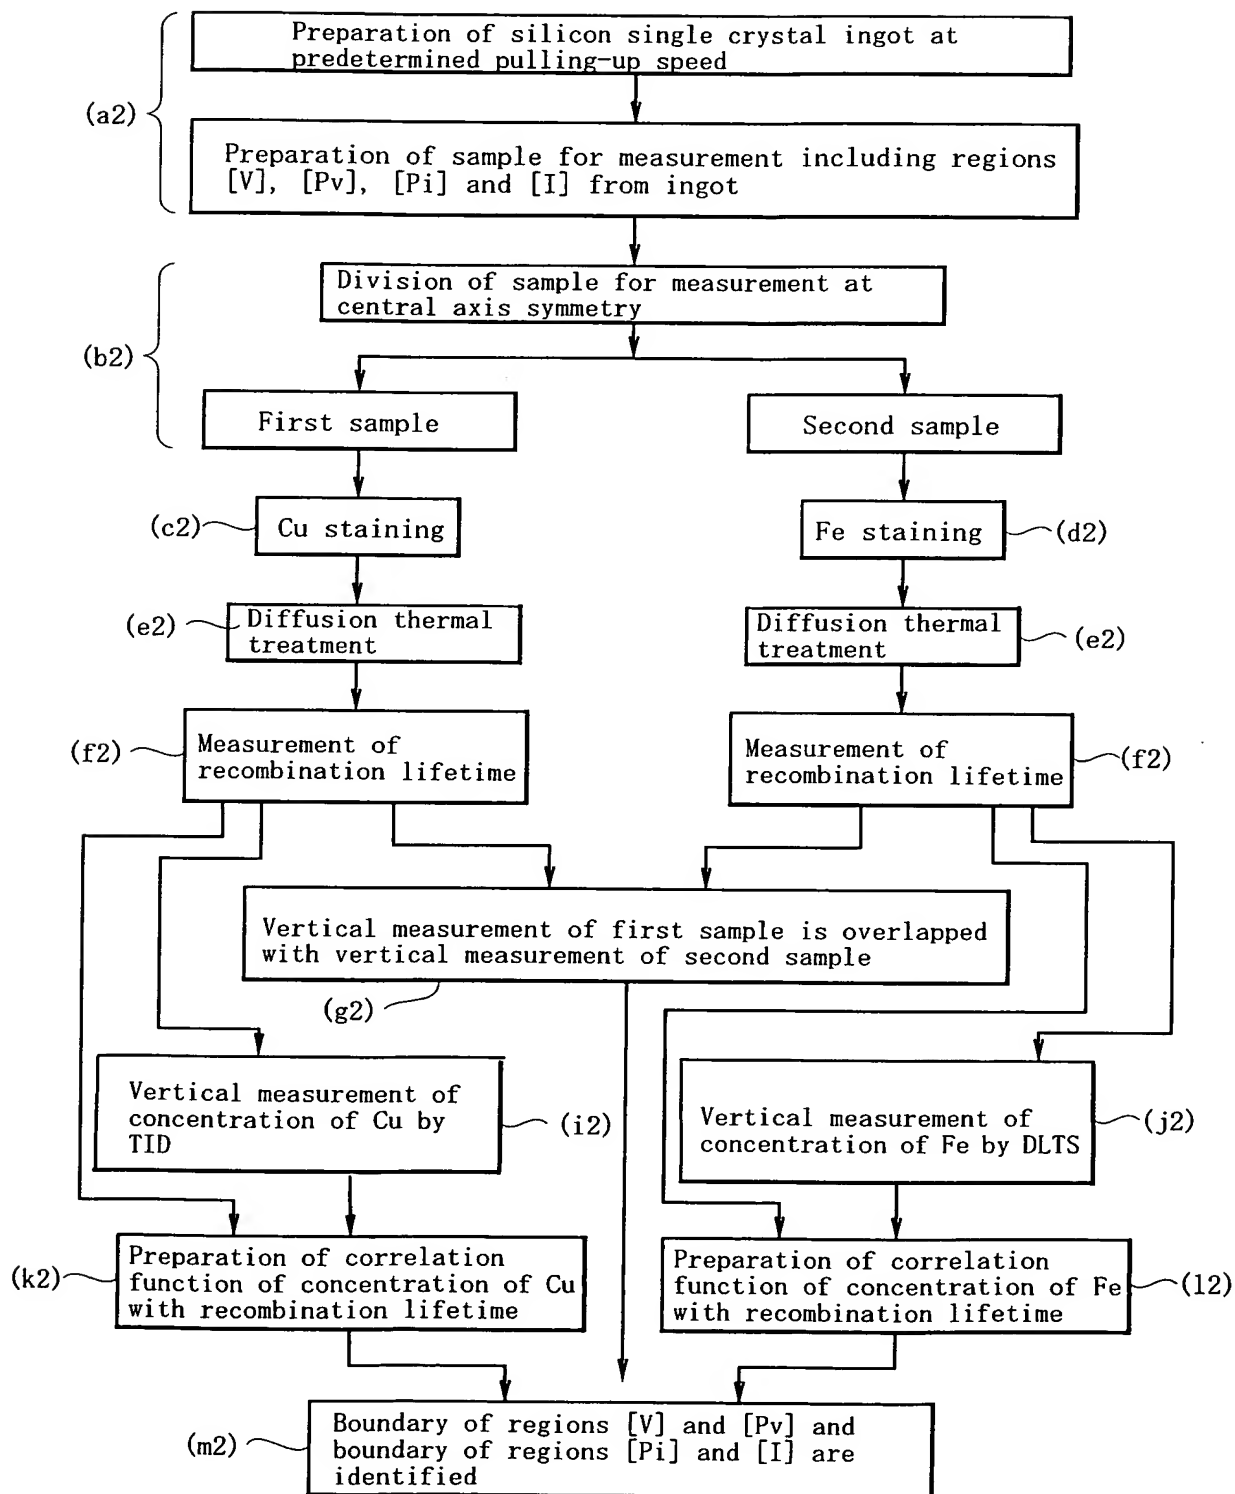 Preparation of silicon single crystal ingot at
predetermined pulling-up speed
(a2)
Preparation of sample for measurement including regions
[V], [Pv], [Pi] and [I] from ingot
Division of sample for measurement at
central axis symmetry
(b2)
First sample
Second sample
(c2)
Cu staining
Fe staining
(d2)
(e2)
Diffusion thermal
treatment
Diffusion thermal
treatment
(e2)
(f2)
Measurement of
recombination lifetime
Measurement of
recombination lifetime
(f2)
Vertical measurement of first sample is overlapped
with vertical measurement of second sample
(g2)
Vertical measurement of
concentration of Cu by
TID
(i2)
Vertical measurement of
concentration of Fe by DLTS
(j2)
(k2)
Preparation of correlation
function of concentration of Cu
with recombination lifetime
Preparation of correlation
function of concentration of Fe
with recombination lifetime
(l2)
(m2)
Boundary of regions [V] and [Pv] and
boundary of regions [Pi] and [I] are
identified